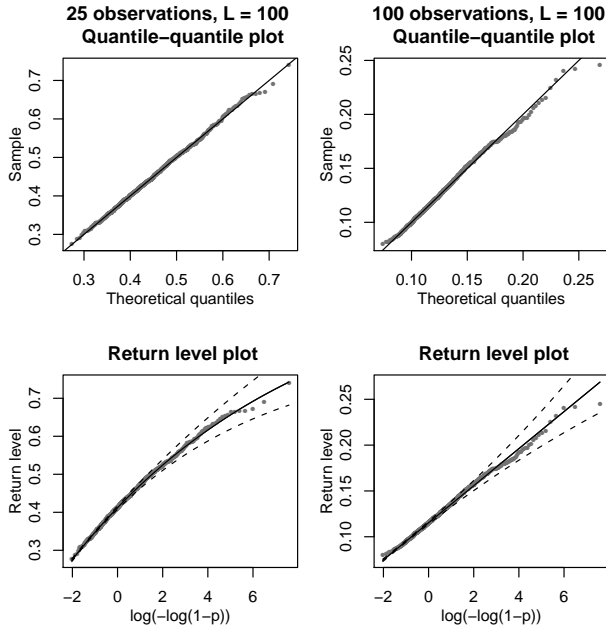 25 observations, L = 100
Quantile−quantile plot
Sample
0.3 0.4 0.5 0.6 0.7
0.3 0.4 0.5 0.6 0.7
Theoretical quantiles
100 observations, L = 100
Quantile−quantile plot
Sample
0.10 0.15 0.20 0.25
0.10 0.15 0.20 0.25
Theoretical quantiles
Return level plot
Return level
0.3 0.4 0.5 0.6 0.7
−2 0 2 4 6
log(−log(1−p))
Return level plot
Return level
0.10 0.15 0.20 0.25
−2 0 2 4 6
log(−log(1−p))